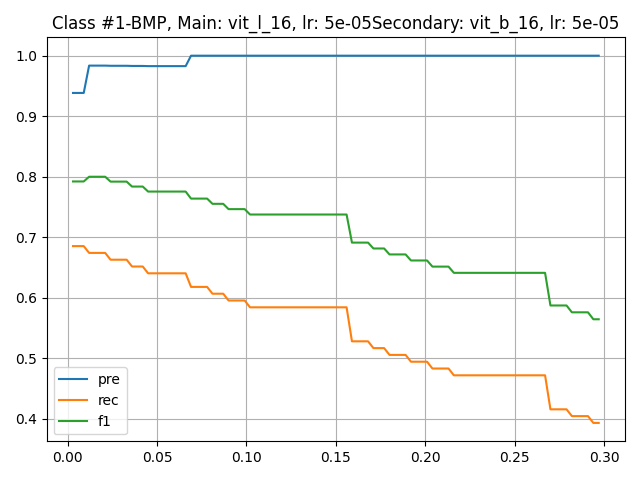 Class #1-BMP, Main: vit_l_16, lr: 5e-05Secondary: vit_b_16, lr: 5e-05
1.0
0.9
0.8
0.7
0.6
0.5
0.4
pre
rec
f1
0.00 0.05 0.10 0.15 0.20 0.25 0.30